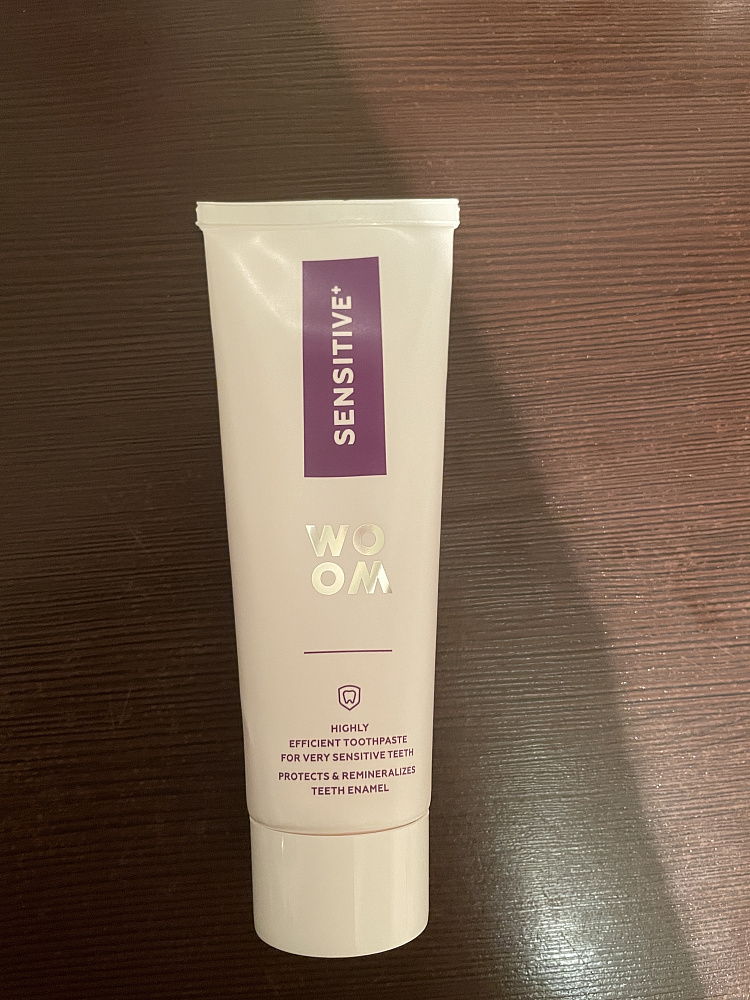 SENSITIVE+
WO
OM
HIGHLY
EFFICIENT TOOTHPASTE
FOR VERY SENSITIVE TEETH
PROTECTS & REMINERALIZES
TEETH ENAMEL